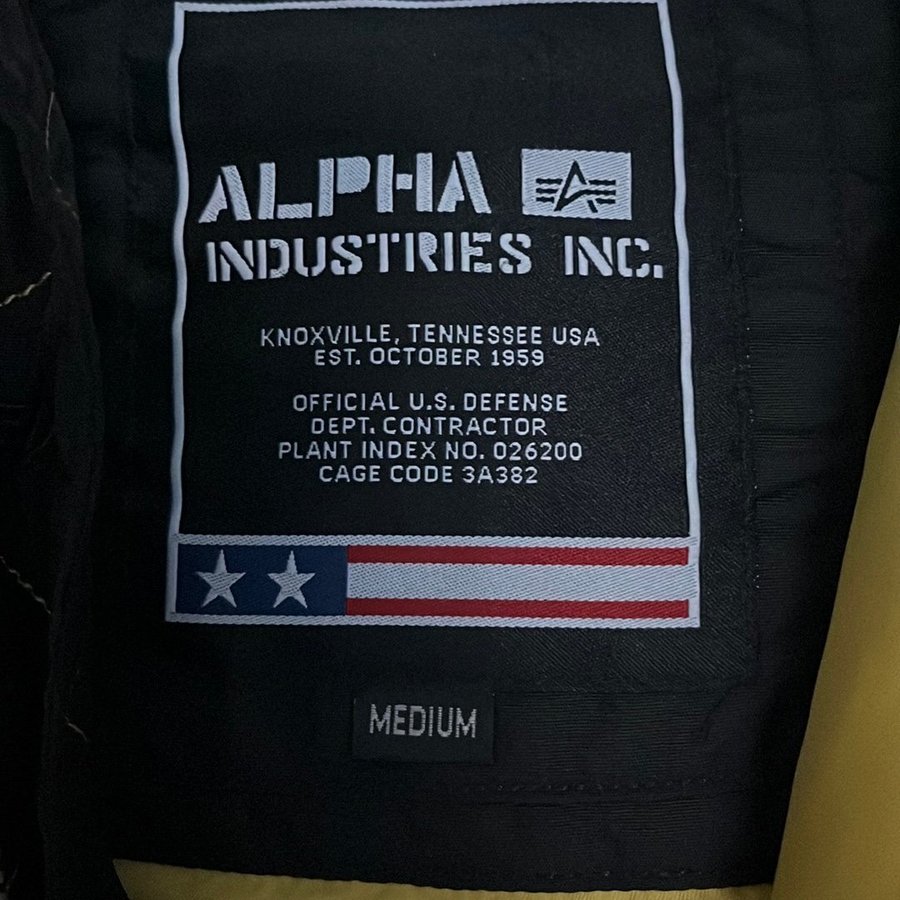 ALPHA
INDUSTRIES INC.
KNOXVILLE, TENNESSEE USA
EST. OCTOBER 1959
OFFICIAL U.S. DEFENSE
DEPT. CONTRACTOR
PLANT INDEX NO. 026200
CAGE CODE 3A382
MEDIUM